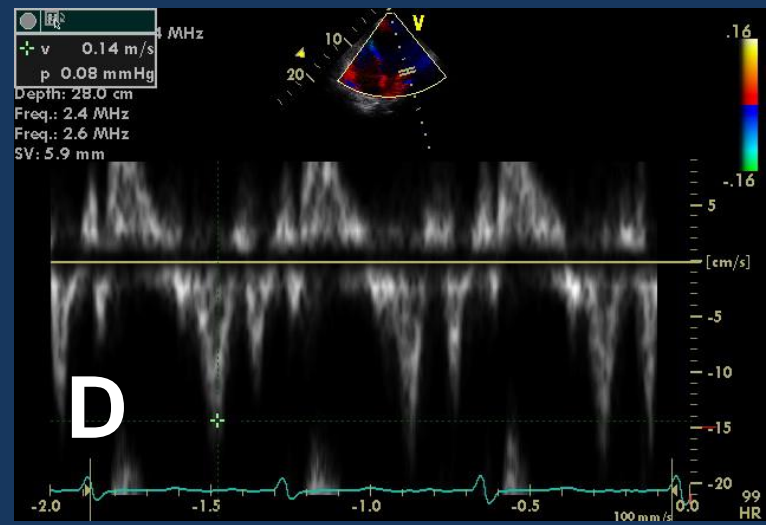 V
4 MHz
v 0.14 m/s
p 0.08 mmHg
Depth: 28.0 cm
Freq.: 2.4 MHz
Freq.: 2.6 MHz
SV: 5.9 mm
10
20
.16
-.16
5
[cm/s]
-5
-10
-15
-20
D
-2.0
-1.5
-1.0
-0.5
0.0
100 mm/s
99
HR